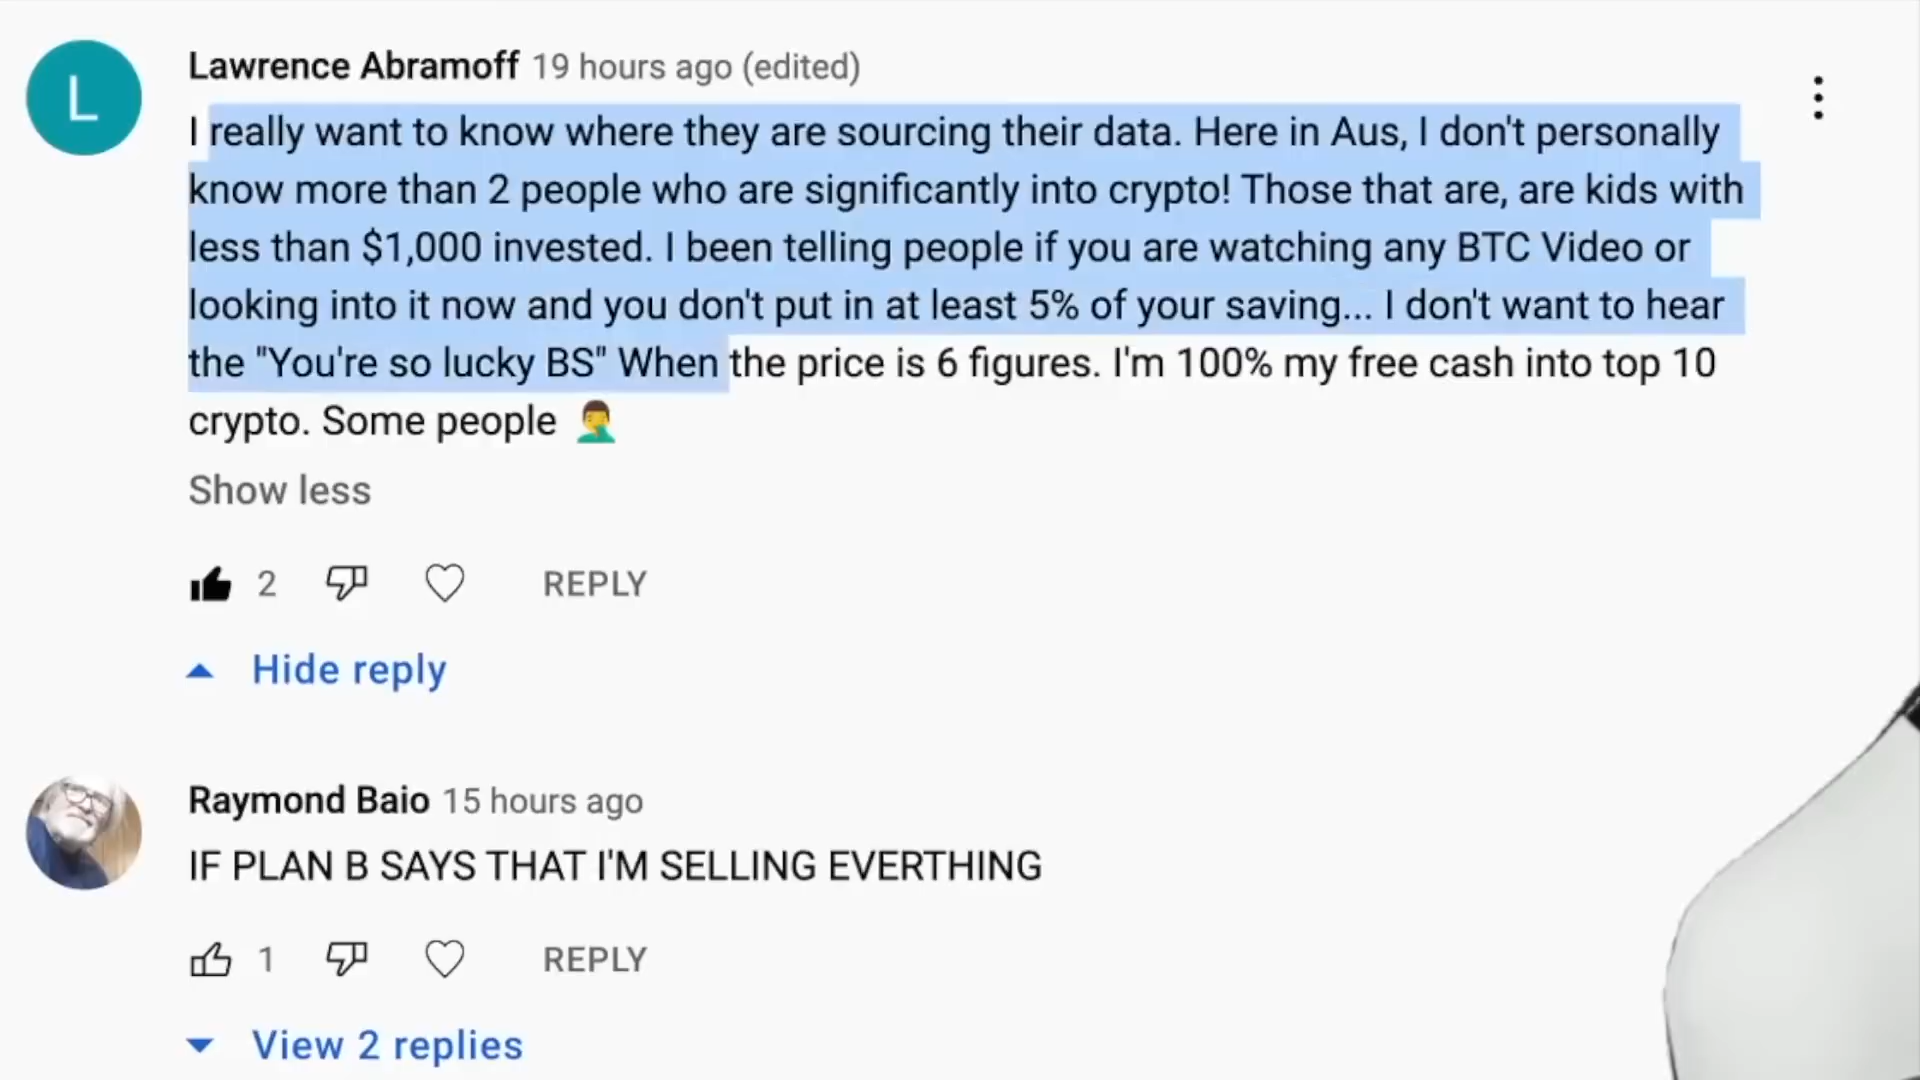 L
Lawrence Abramoff 19 hours ago (edited)
I really want to know where they are sourcing their data. Here in Aus, I don't personally
know more than 2 people who are significantly into crypto! Those that are, are kids with
less than $1,000 invested. I been telling people if you are watching any BTC Video or
looking into it now and you don't put in at least 5% of your saving... I don't want to hear
the "You're so lucky BS" When the price is 6 figures. I'm 100% my free cash into top 10
crypto. Some people 🤦‍♂️
Show less
2 REPLY
Hide reply
Raymond Baio 15 hours ago
IF PLAN B SAYS THAT I'M SELLING EVERTHING
1 REPLY
View 2 replies